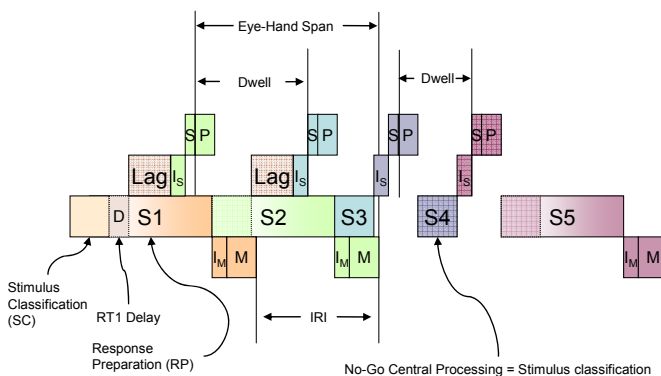 Eye-Hand Span
Dwell
Dwell
S P
S P
S P
S P
Lag
I_S
Lag
I_S
I_S
I_S
D
S1
S2
S3
S4
S5
I_M M
I_M M
I_M M
IRI
Stimulus
Classification
(SC)
RT1 Delay
Response
Preparation (RP)
No-Go Central Processing = Stimulus classification